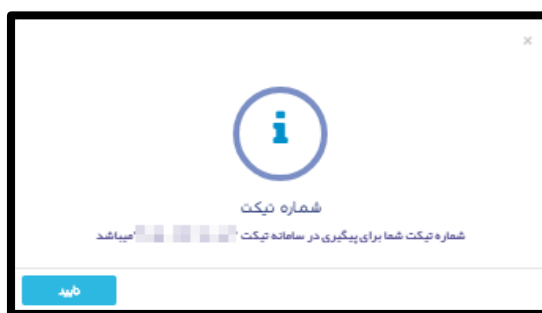 ×
شماره تیکت
شماره تیکت شما برای پیگیری در سامانه تیکت " "میباشد
تایید